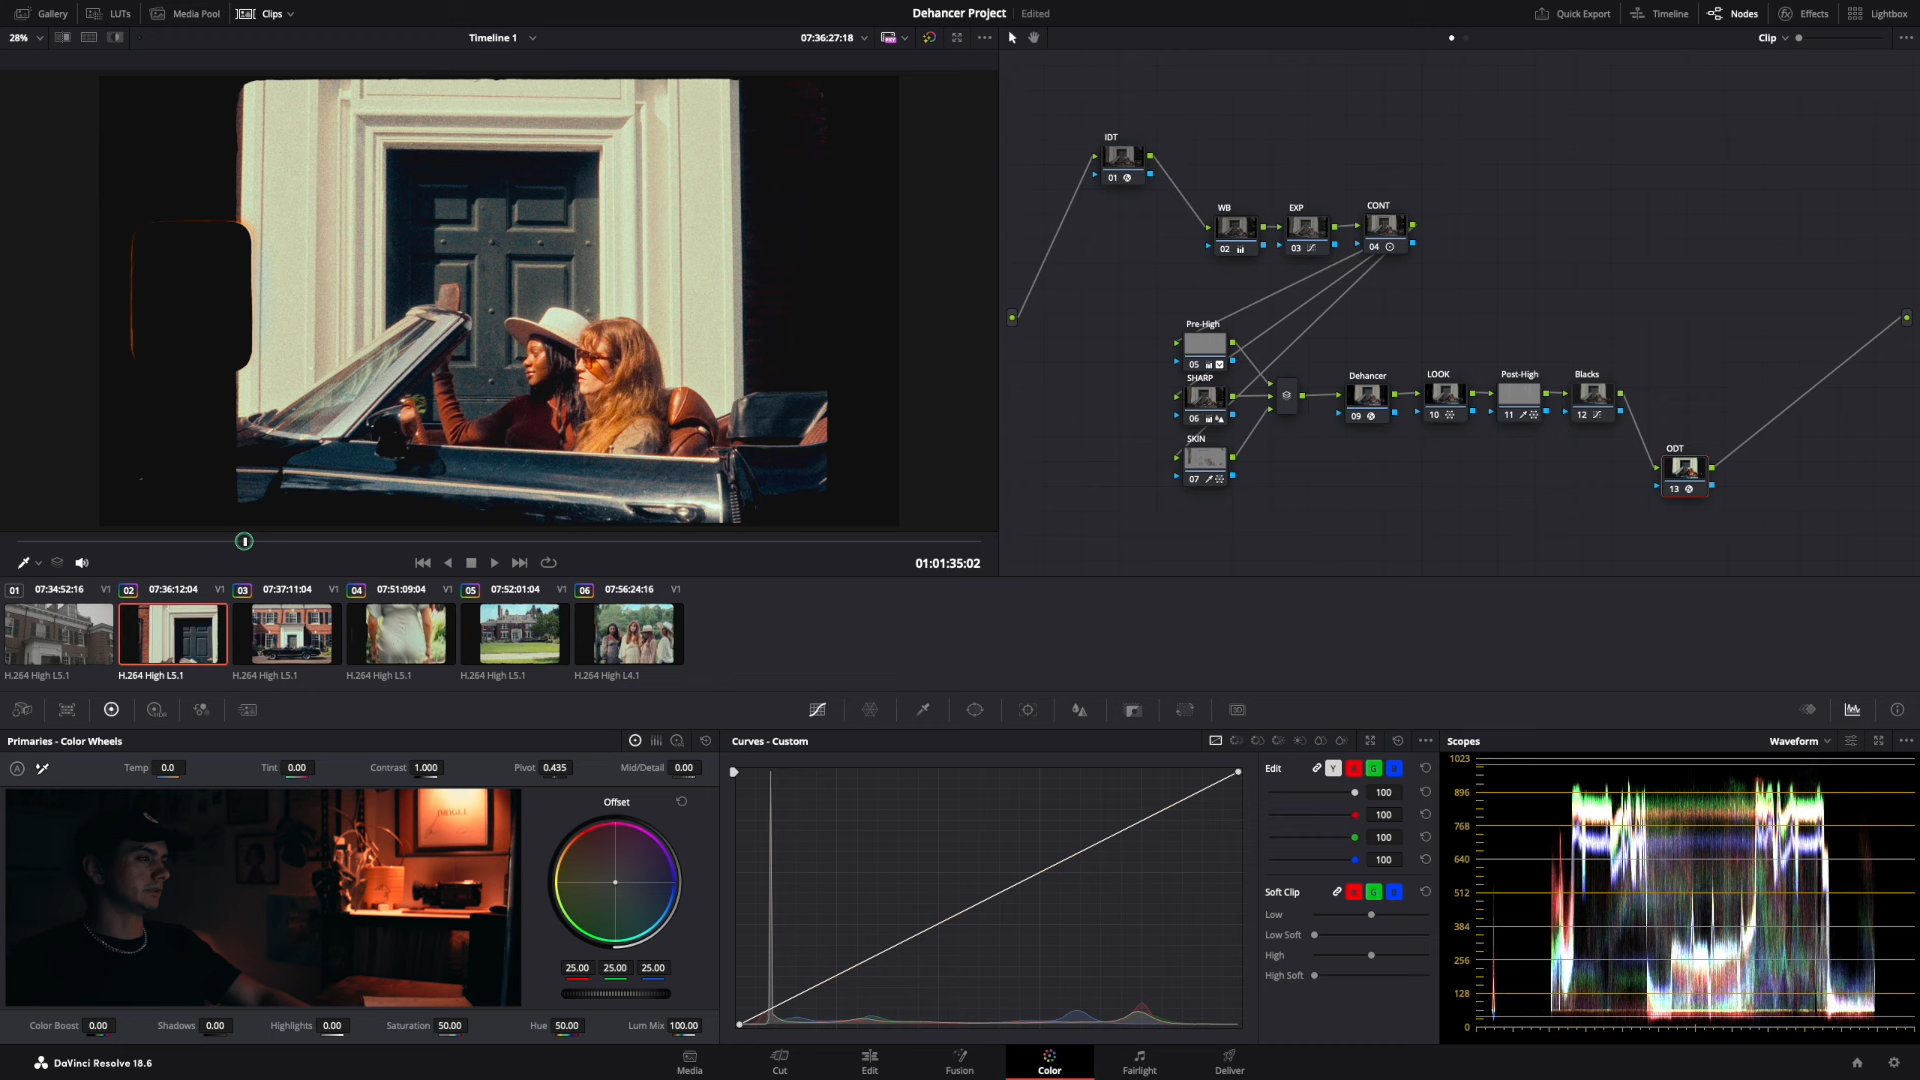 Gallery LUTs Media Pool Clips Dehancer Project Edited Quick Export Timeline Nodes Effects Lightbox
28% Timeline 1 07:36:27:18 Clip
IDT
01
WB EXP CONT
02 03 04
Pre-High
05
SHARP
06
SKIN
07
Dehancer LOOK Post-High Blacks
09 10 11 12
ODT
13
01:01:35:02
01 07:34:52:16 V1 02 07:36:12:04 V1 03 07:37:11:04 V1 04 07:51:09:04 V1 05 07:52:01:04 V1 06 07:56:24:16 V1
H.264 High L5.1 H.264 High L5.1 H.264 High L5.1 H.264 High L5.1 H.264 High L5.1 H.264 High L4.1
HDR 3D
Primaries - Color Wheels
A Temp 0.0 Tint 0.00 Contrast 1.000 Pivot 0.435 Mid/Detail 0.00
Offset
25.00 25.00 25.00
Color Boost 0.00 Shadows 0.00 Highlights 0.00 Saturation 50.00 Hue 50.00 Lum Mix 100.00
Curves - Custom
Edit Y R G B
100
100
100
100
Soft Clip R G B
Low
Low Soft
High
High Soft
Scopes Waveform
1023
896
768
640
512
384
256
128
0
DaVinci Resolve 18.6 Media Cut Edit Fusion Color Fairlight Deliver